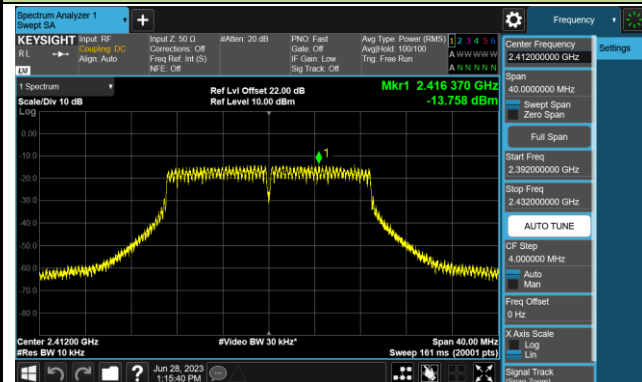 Spectrum Analyzer 1
Swept SA
Frequency
KEYSIGHT
RL
LXI
Input: RF
Coupling: DC
Align: Auto
Input Z: 50 Ω
Corrections: Off
Freq Ref: Int (S)
NFE: Off
#Atten: 20 dB
PNO: Fast
Gate: Off
IF Gain: Low
Sig Track: Off
Avg Type: Power (RMS)
Avg|Hold: 100/100
Trig: Free Run
1 2 3 4 5 6
A W W W W W
A N N N N N
1 Spectrum
Scale/Div 10 dB
Log
Ref Lvl Offset 22.00 dB
Ref Level 10.00 dBm
Mkr1 2.416 370 GHz
-13.758 dBm
1
0.00
-10.0
-20.0
-30.0
-40.0
-50.0
-60.0
-70.0
-80.0
Center 2.41200 GHz
#Res BW 10 kHz
#Video BW 30 kHz*
Span 40.00 MHz
Sweep 161 ms (20001 pts)
Jun 28, 2023
1:15:40 PM
Center Frequency
2.412000000 GHz
Span
40.0000000 MHz
Swept Span
Zero Span
Full Span
Start Freq
2.392000000 GHz
Stop Freq
2.432000000 GHz
AUTO TUNE
CF Step
4.000000 MHz
Auto
Man
Freq Offset
0 Hz
X Axis Scale
Log
Lin
Signal Track
(Span Zoom)
Settings